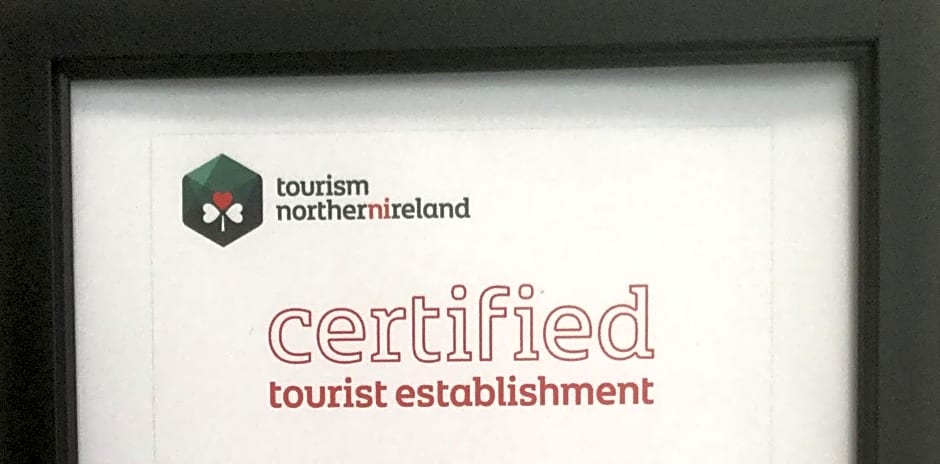 tourism
northernireland
certified
tourist establishment